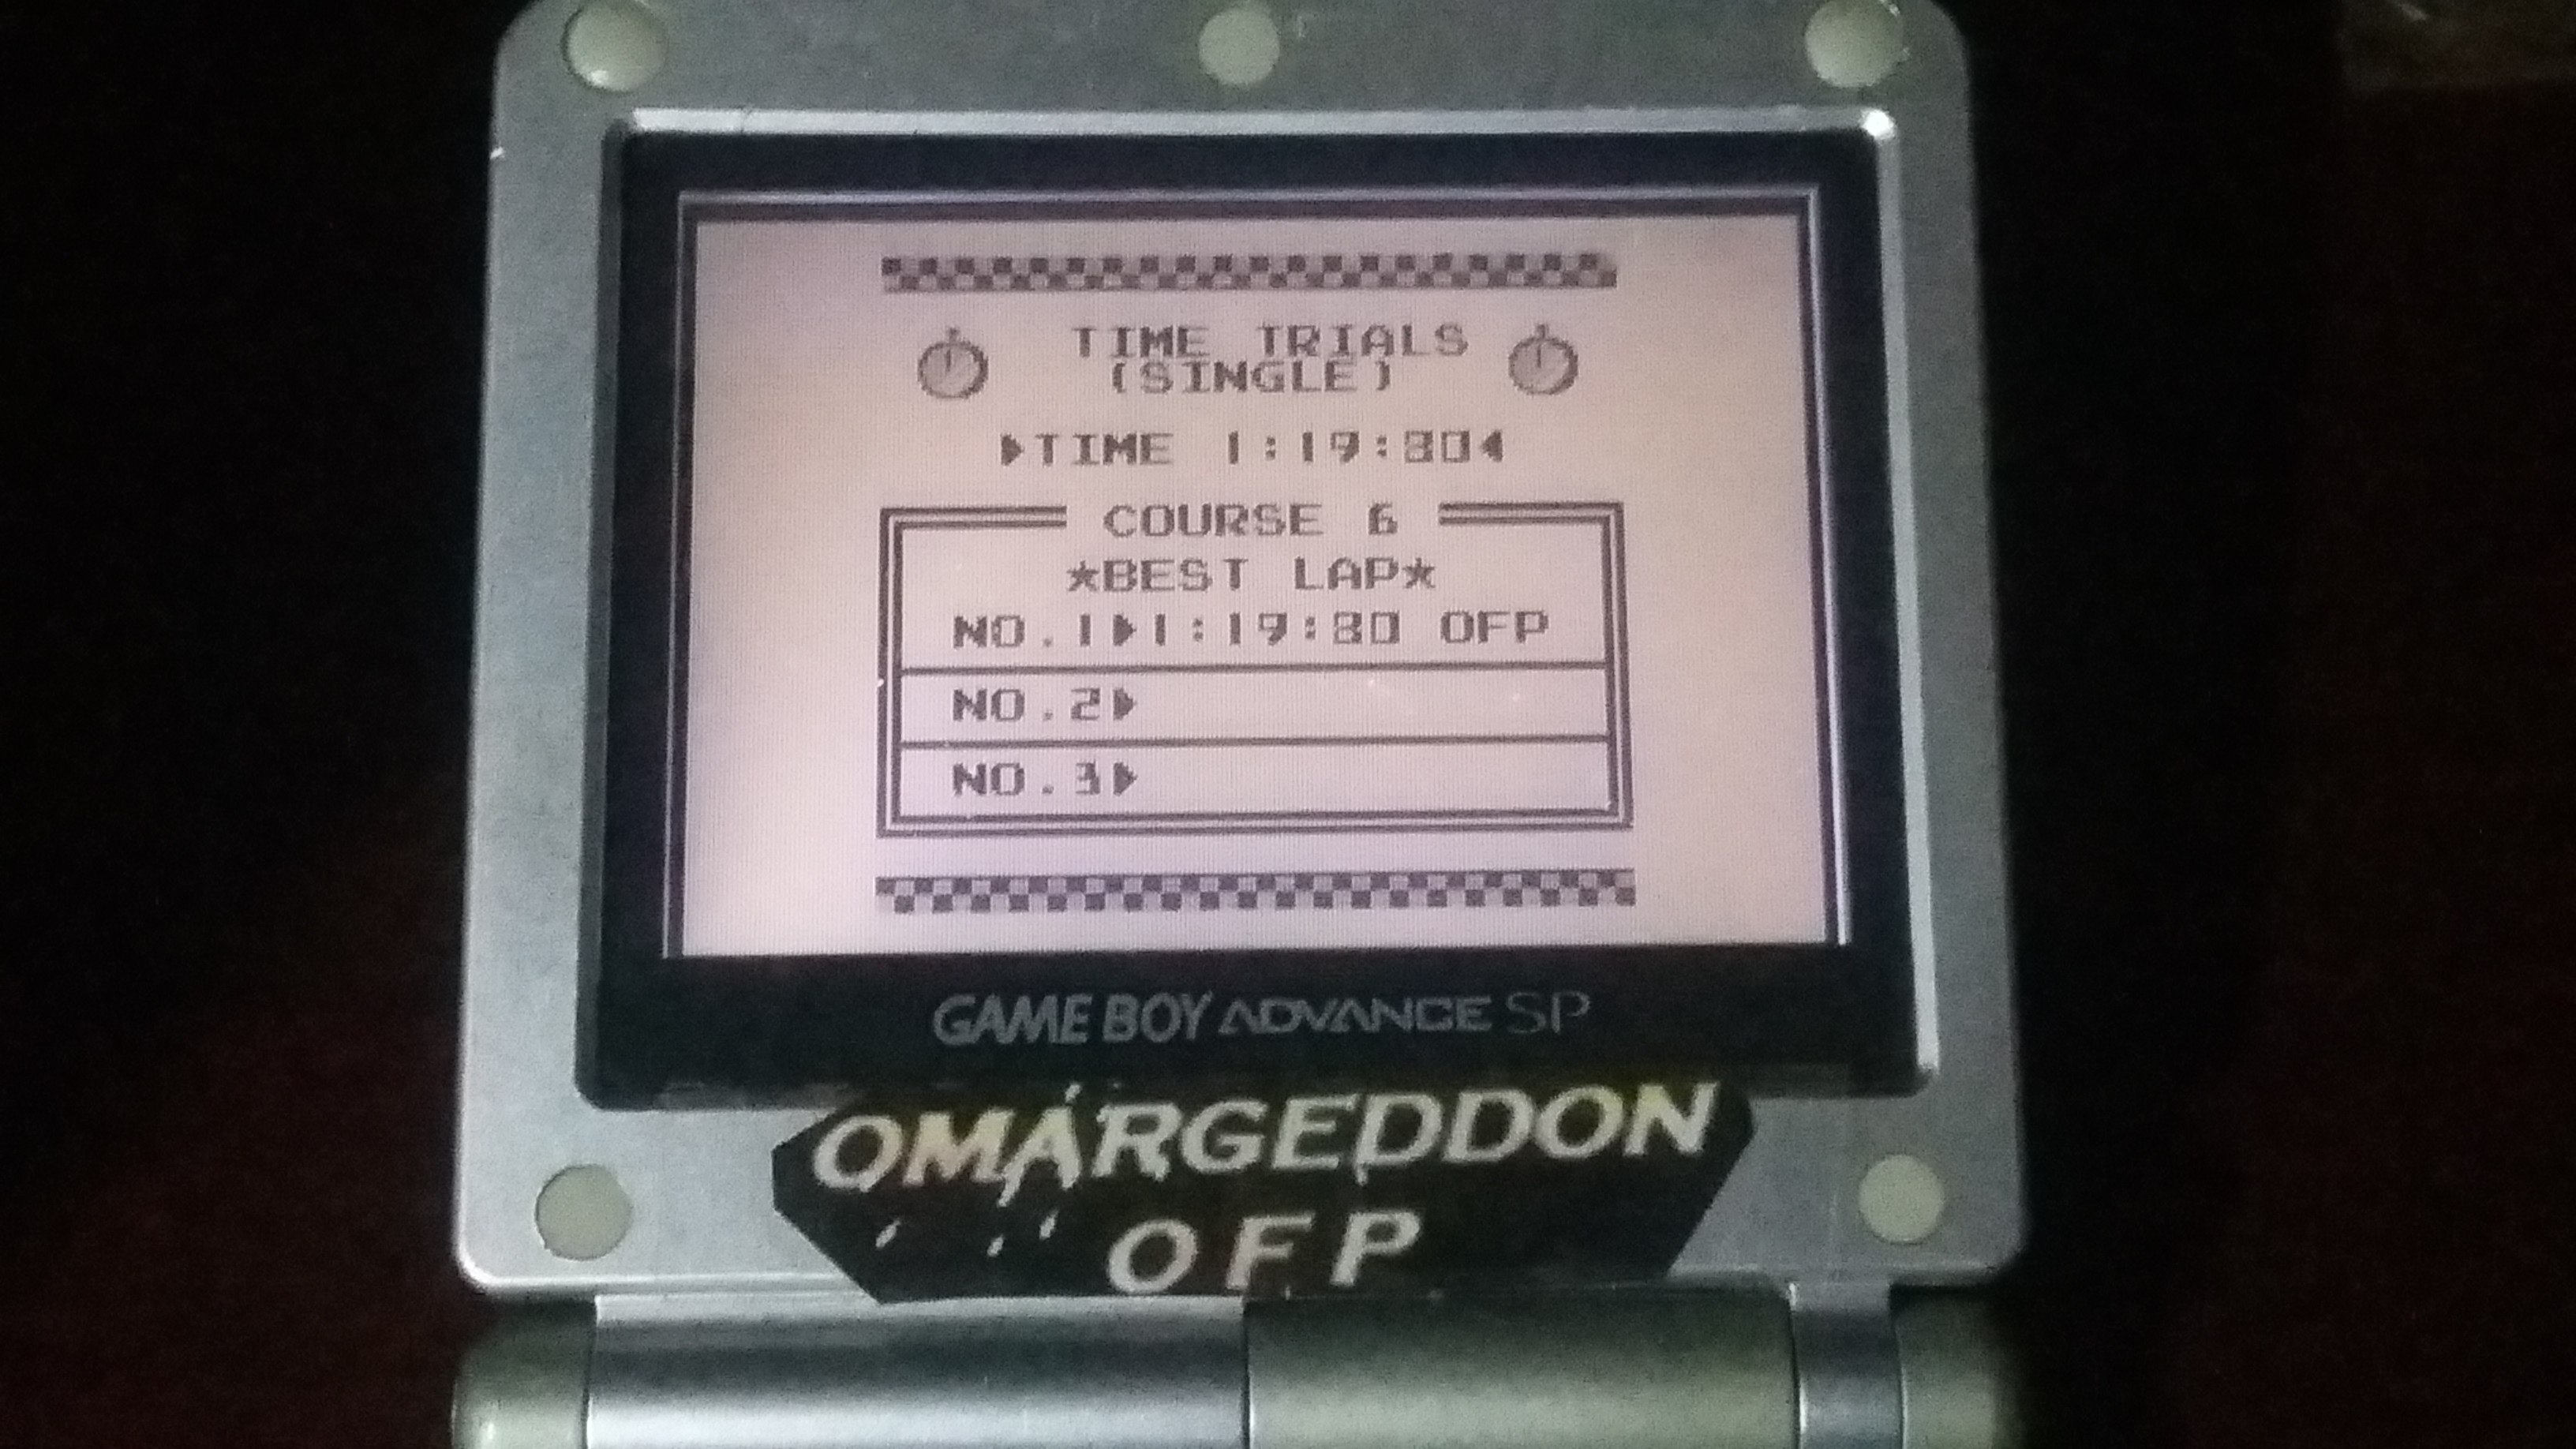 TIME TRIALS
(SINGLE)
▶TIME 1:19:80◀
COURSE 6
★BEST LAP★
NO.1▶1:19:80 OFP
NO.2▶
NO.3▶
GAME BOY ADVANCE SP
OMARGEDDON
OFP